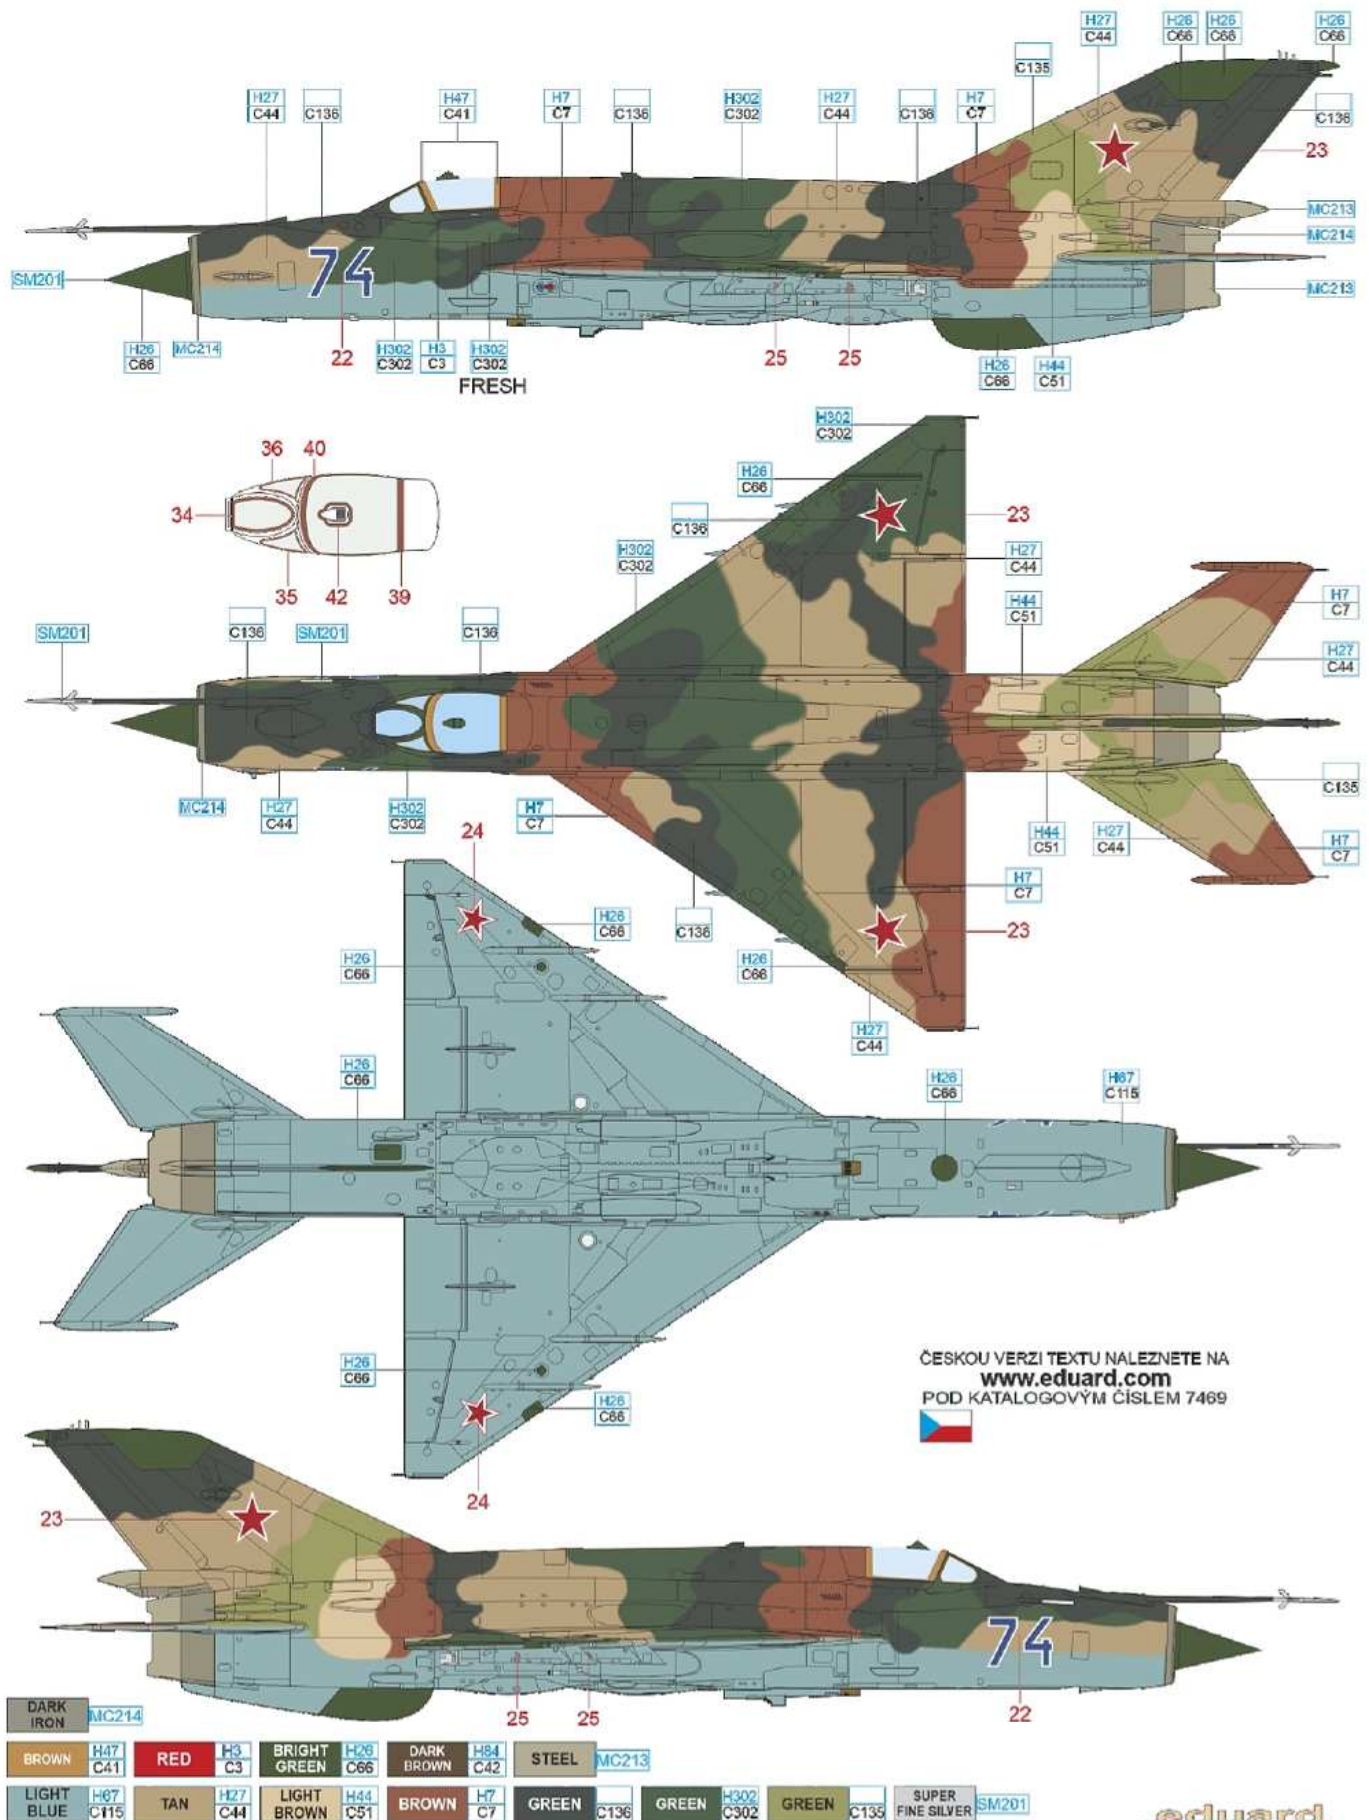 H27 C44
C136
H47 C41
H7 C7
C136
H302 C302
H27 C44
C136
H7 C7
C135
H27 C44
H26 C66
H26 C66
H26 C66
C136
23
MC213
MC214
MC213
SM201
74
H26 C66
MC214
22
H302 C302
H3 C3
H302 C302
FRESH
25
25
H26 C66
H44 C51
36
40
34
35
42
39
H302 C302
H26 C66
C136
H302 C302
23
H27 C44
H44 C51
H7 C7
H27 C44
SM201
C136
SM201
C136
MC214
H27 C44
H302 C302
H7 C7
C135
H44 C51
H27 C44
H7 C7
H7 C7
C136
23
H26 C66
H27 C44
24
H26 C66
H26 C66
H26 C66
H26 C66
H67 C115
H26 C66
H26 C66
24
ČESKOU VERZI TEXTU NALEZNETE NA
www.eduard.com
POD KATALOGOVÝM ČÍSLEM 7469
23
74
25
25
22
DARK IRON MC214
BROWN H47 C41
RED H3 C3
BRIGHT GREEN H26 C66
DARK BROWN H84 C42
STEEL MC213
LIGHT BLUE H67 C115
TAN H27 C44
LIGHT BROWN H44 C51
BROWN H7 C7
GREEN C136
GREEN H302 C302
GREEN C135
SUPER FINE SILVER SM201
eduard